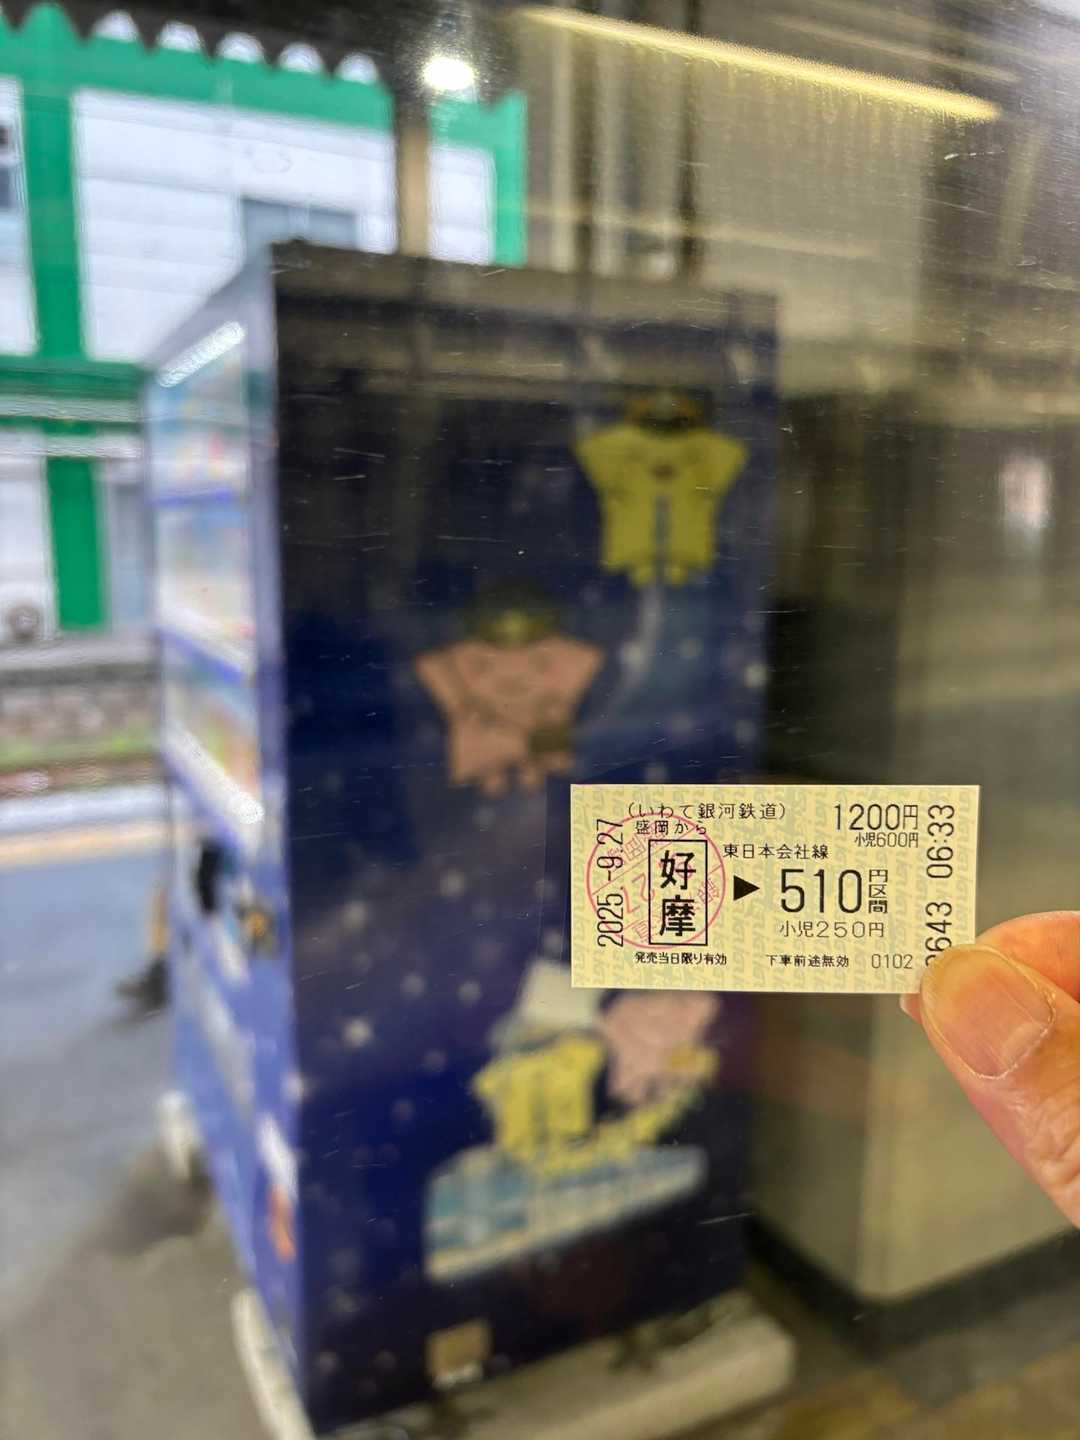 (いわて銀河鉄道)
1200円
小児600円
盛岡から
東日本会社線
好摩
▶ 510円区間
小児250円
発売当日限り有効
下車前途無効
0102
2025.-9.27
06:33